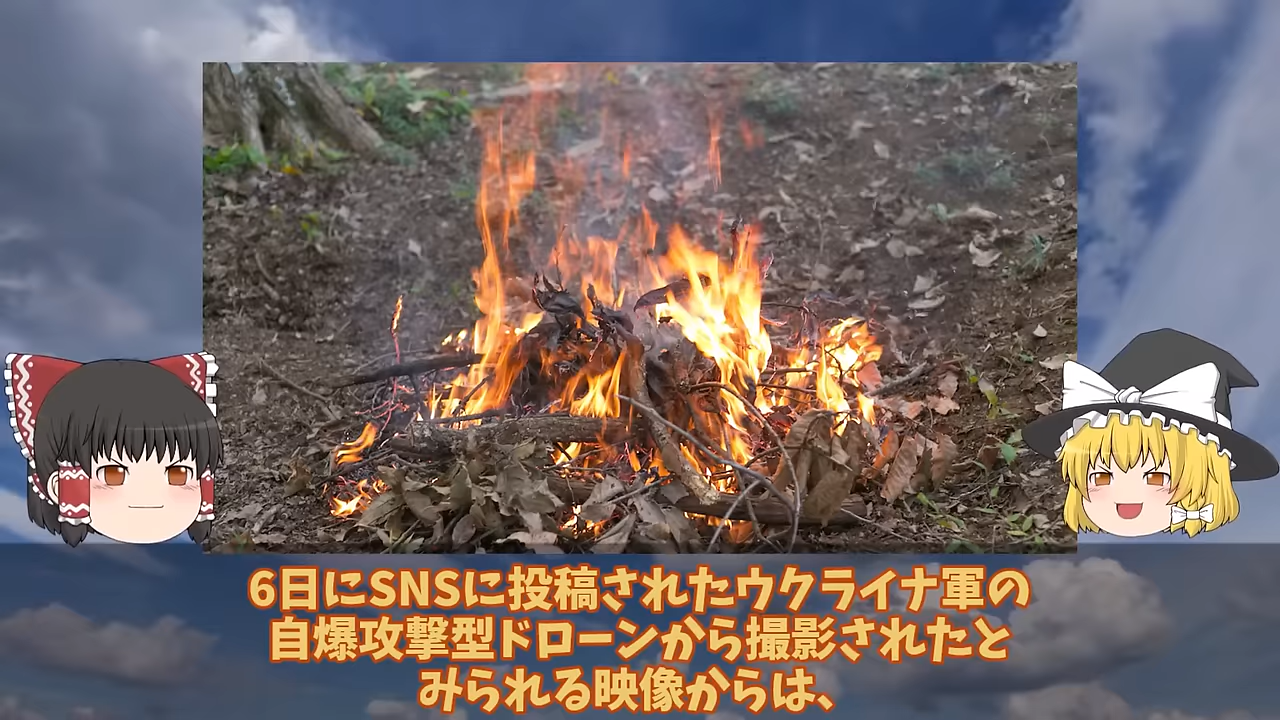 6日にSNSに投稿されたウクライナ軍の
自爆攻撃型ドローンから撮影されたと
みられる映像からは、